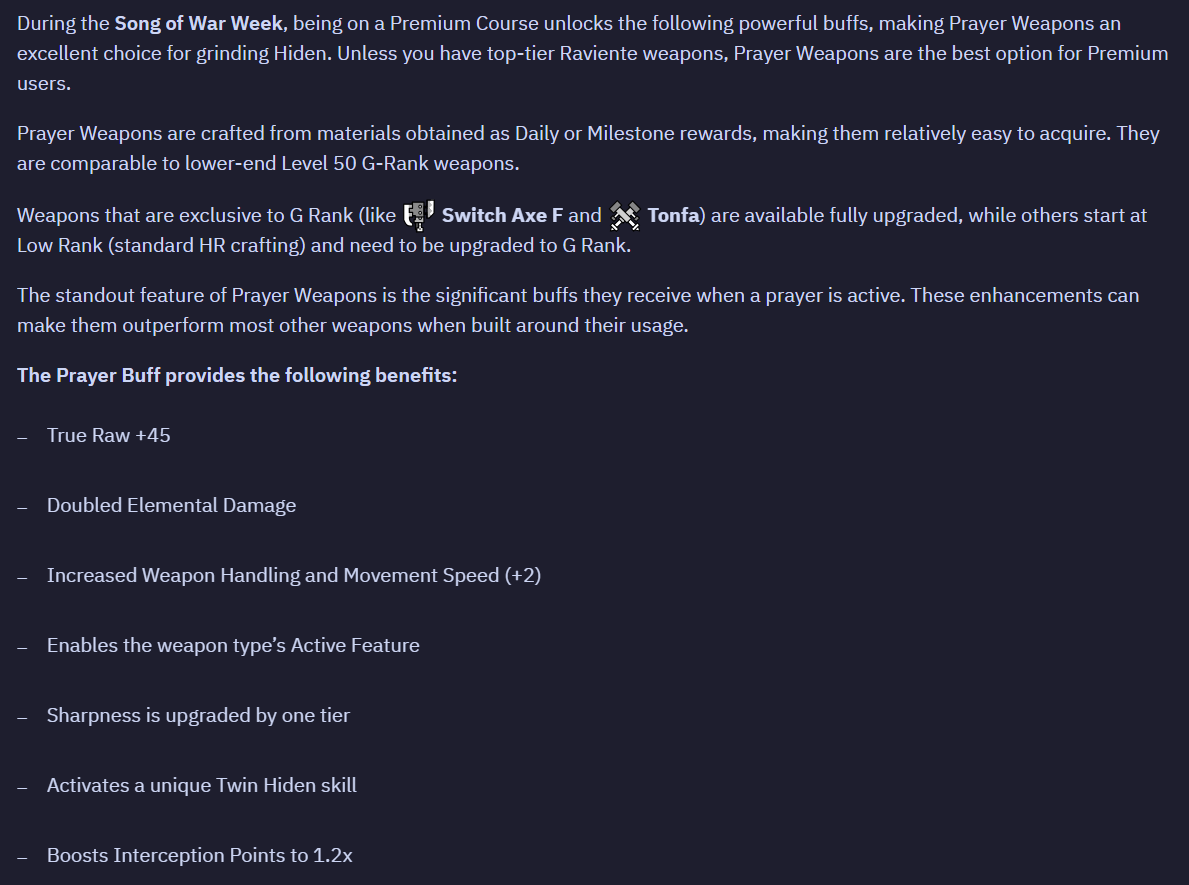 During the Song of War Week, being on a Premium Course unlocks the following powerful buffs, making Prayer Weapons an
excellent choice for grinding Hiden. Unless you have top-tier Raviente weapons, Prayer Weapons are the best option for Premium
users.
Prayer Weapons are crafted from materials obtained as Daily or Milestone rewards, making them relatively easy to acquire. They
are comparable to lower-end Level 50 G-Rank weapons.
Weapons that are exclusive to G Rank (like Switch Axe F and Tonfa) are available fully upgraded, while others start at
Low Rank (standard HR crafting) and need to be upgraded to G Rank.
The standout feature of Prayer Weapons is the significant buffs they receive when a prayer is active. These enhancements can
make them outperform most other weapons when built around their usage.
The Prayer Buff provides the following benefits:
– True Raw +45
– Doubled Elemental Damage
– Increased Weapon Handling and Movement Speed (+2)
– Enables the weapon type’s Active Feature
– Sharpness is upgraded by one tier
– Activates a unique Twin Hiden skill
– Boosts Interception Points to 1.2x